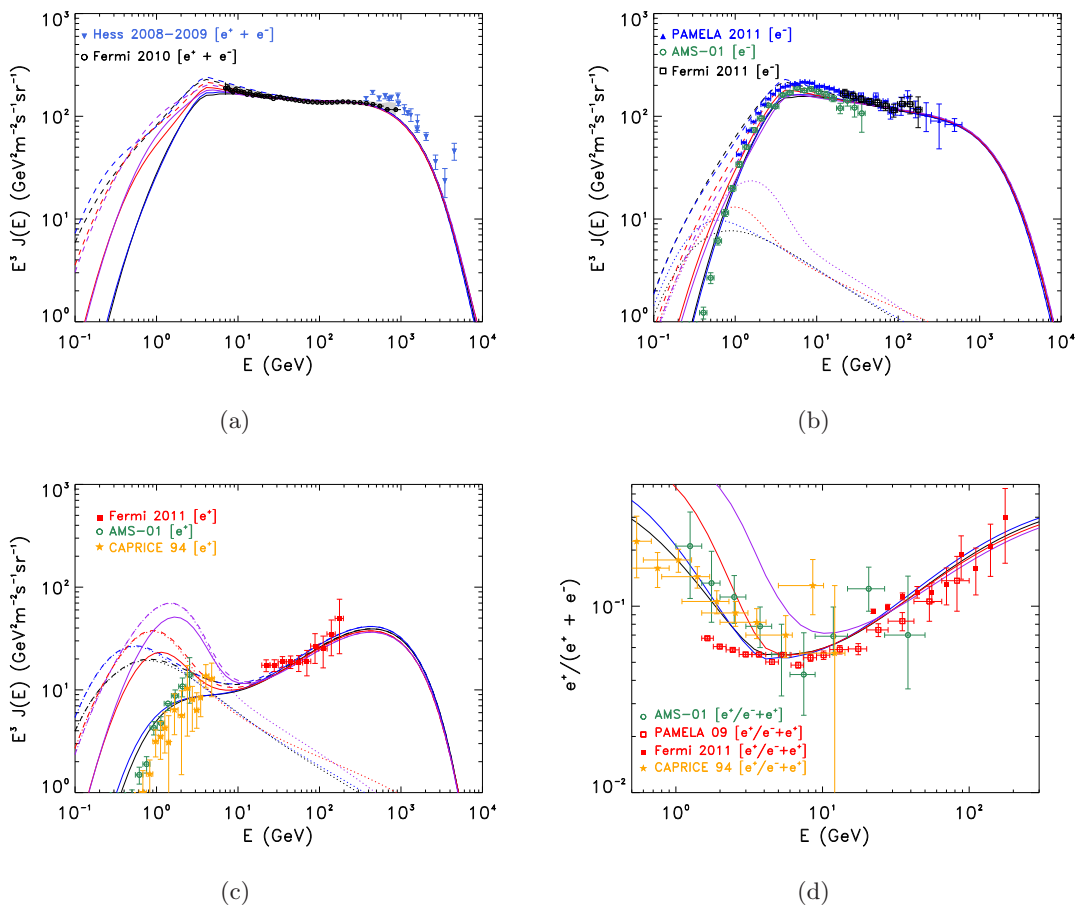 Hess 2008−2009 [e⁺ + e⁻]
Fermi 2010 [e⁺ + e⁻]
E³ J(E) (GeV²m⁻²s⁻¹sr⁻¹)
10³
10²
10¹
10⁰
10⁻¹ 10⁰ 10¹ 10² 10³ 10⁴
E (GeV)
(a)
PAMELA 2011 [e⁻]
AMS−01 [e⁻]
Fermi 2011 [e⁻]
E³ J(E) (GeV²m⁻²s⁻¹sr⁻¹)
10³
10²
10¹
10⁰
10⁻¹ 10⁰ 10¹ 10² 10³ 10⁴
E (GeV)
(b)
Fermi 2011 [e⁺]
AMS−01 [e⁺]
CAPRICE 94 [e⁺]
E³ J(E) (GeV²m⁻²s⁻¹sr⁻¹)
10³
10²
10¹
10⁰
10⁻¹ 10⁰ 10¹ 10² 10³ 10⁴
E (GeV)
(c)
e⁺/(e⁺ + e⁻)
10⁻¹
10⁻²
AMS−01 [e⁺/e⁻+e⁺]
PAMELA 09 [e⁺/e⁻+e⁺]
Fermi 2011 [e⁺/e⁻+e⁺]
CAPRICE 94 [e⁺/e⁻+e⁺]
10⁰ 10¹ 10²
E (GeV)
(d)